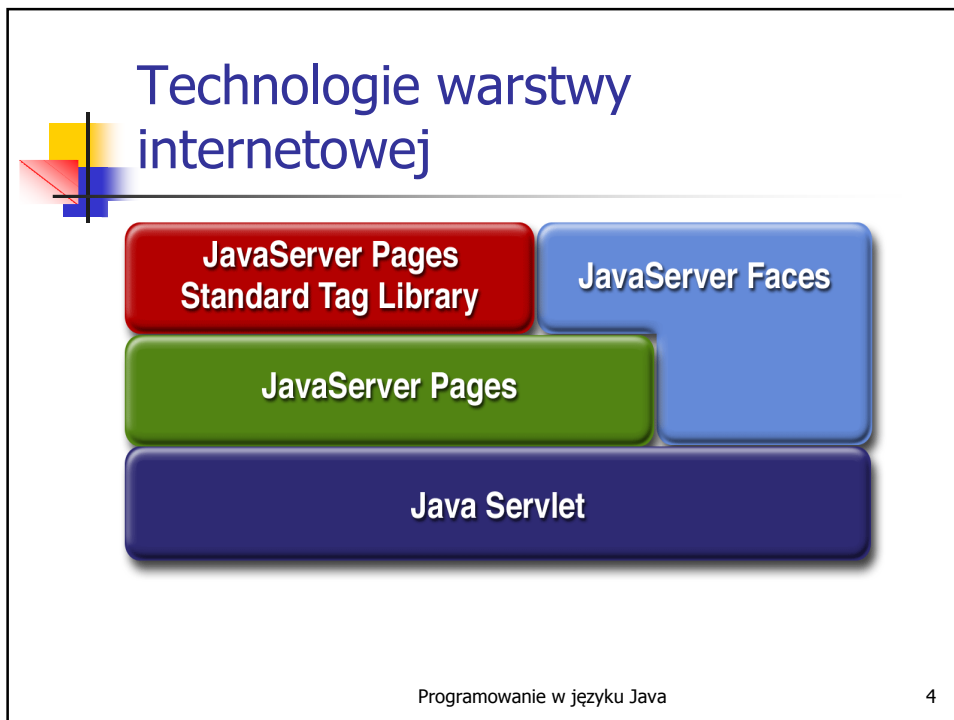 Technologie warstwy
internetowej
JavaServer Pages
Standard Tag Library
JavaServer Faces
JavaServer Pages
Java Servlet
Programowanie w języku Java
4